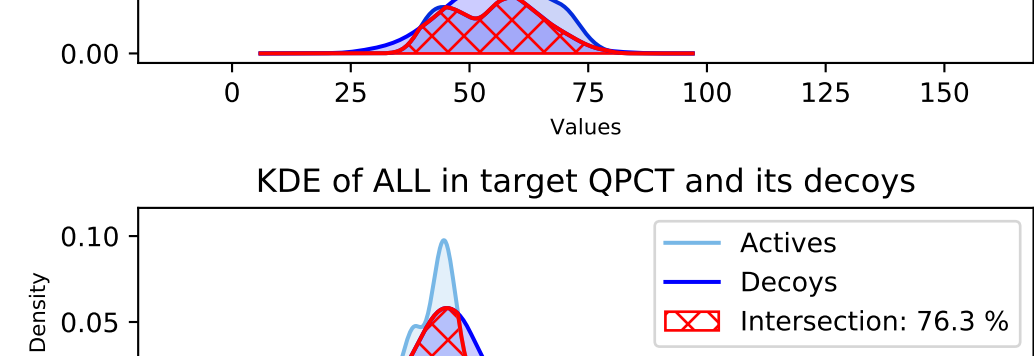 0.00
0 25 50 75 100 125 150
Values
KDE of ALL in target QPCT and its decoys
0.10
0.05
Density
Actives
Decoys
Intersection: 76.3 %